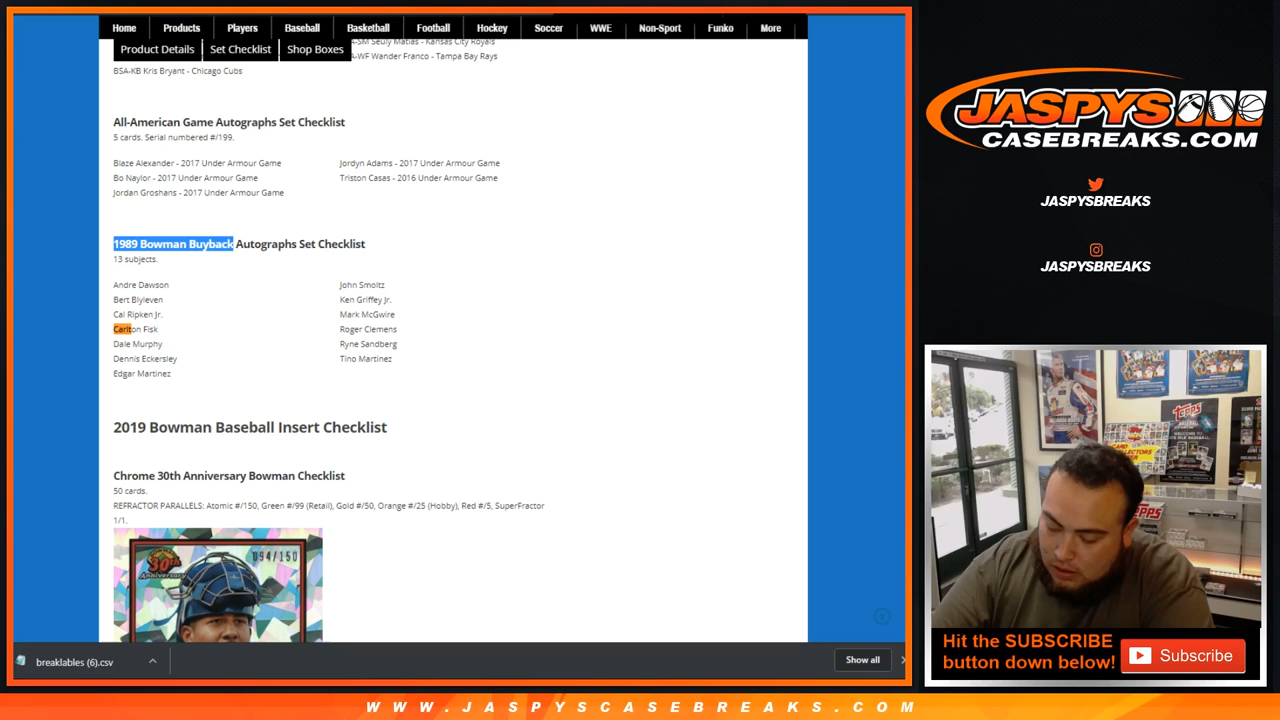 Home Products Players Baseball Basketball Football Hockey Soccer WWE Non-Sport Funko More
A-SM Seuly Matias - Kansas City Royals
Product Details Set Checklist Shop Boxes
A-WF Wander Franco - Tampa Bay Rays
BSA-KB Kris Bryant - Chicago Cubs
All-American Game Autographs Set Checklist
5 cards. Serial numbered #/199.
Blaze Alexander - 2017 Under Armour Game
Bo Naylor - 2017 Under Armour Game
Jordan Groshans - 2017 Under Armour Game
Jordyn Adams - 2017 Under Armour Game
Triston Casas - 2016 Under Armour Game
1989 Bowman Buyback Autographs Set Checklist
13 subjects.
Andre Dawson
Bert Blyleven
Cal Ripken Jr.
Carlton Fisk
Dale Murphy
Dennis Eckersley
Edgar Martinez
John Smoltz
Ken Griffey Jr.
Mark McGwire
Roger Clemens
Ryne Sandberg
Tino Martinez
2019 Bowman Baseball Insert Checklist
Chrome 30th Anniversary Bowman Checklist
50 cards.
REFRACTOR PARALLELS: Atomic #/150, Green #/99 (Retail), Gold #/50, Orange #/25 (Hobby), Red #/5, SuperFractor
1/1.
30th
Anniversary
094/150
breaklables (6).csv
Show all
JASPYS
CASEBREAKS.COM
JASPYSBREAKS
JASPYSBREAKS
TOPPS
Hit the SUBSCRIBE
button down below!
Subscribe
WWW.JASPYSCASEBREAKS.COM